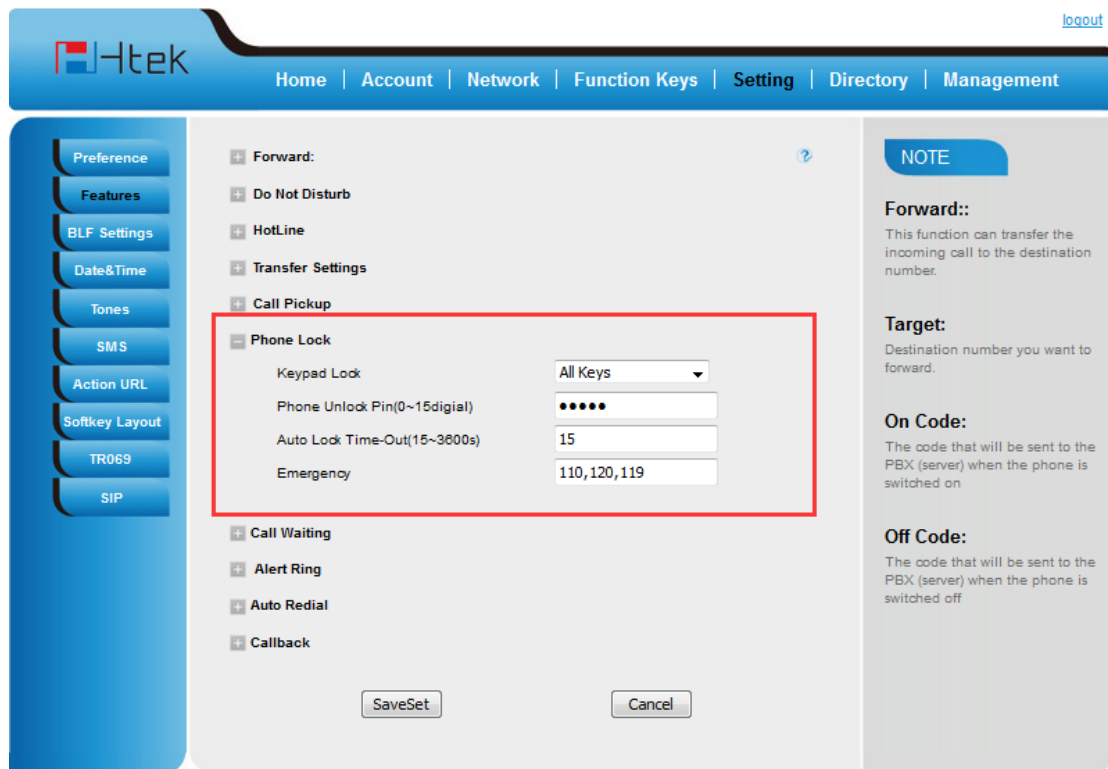 logout
Htek
Home | Account | Network | Function Keys | Setting | Directory | Management
Preference
Features
BLF Settings
Date&Time
Tones
SMS
Action URL
Softkey Layout
TR069
SIP
Forward:
Do Not Disturb
HotLine
Transfer Settings
Call Pickup
Phone Lock
Keypad Lock All Keys
Phone Unlock Pin(0~15digial) •••••
Auto Lock Time-Out(15~3600s) 15
Emergency 110,120,119
Call Waiting
Alert Ring
Auto Redial
Callback
SaveSet Cancel
NOTE
Forward::
This function can transfer the
incoming call to the destination
number.
Target:
Destination number you want to
forward.
On Code:
The code that will be sent to the
PBX (server) when the phone is
switched on
Off Code:
The code that will be sent to the
PBX (server) when the phone is
switched off